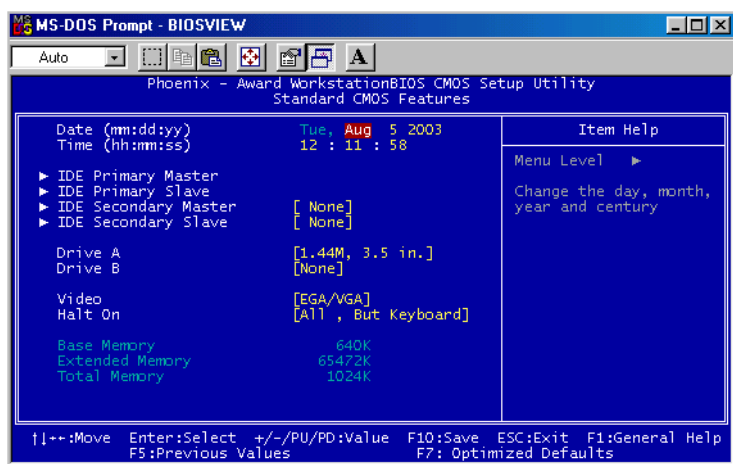 MS-DOS Prompt - BIOSVIEW
Auto
A
Phoenix - Award WorkstationBIOS CMOS Setup Utility
Standard CMOS Features
Date (mm:dd:yy) Tue, Aug 5 2003
Time (hh:mm:ss) 12 : 11 : 58
► IDE Primary Master
► IDE Primary Slave
► IDE Secondary Master [ None]
► IDE Secondary Slave [ None]
Drive A [1.44M, 3.5 in.]
Drive B [None]
Video [EGA/VGA]
Halt On [All , But Keyboard]
Base Memory 640K
Extended Memory 65472K
Total Memory 1024K
Item Help
Menu Level ►
Change the day, month,
year and century
↑↓←→:Move Enter:Select +/-/PU/PD:Value F10:Save ESC:Exit F1:General Help
F5:Previous Values F7: Optimized Defaults